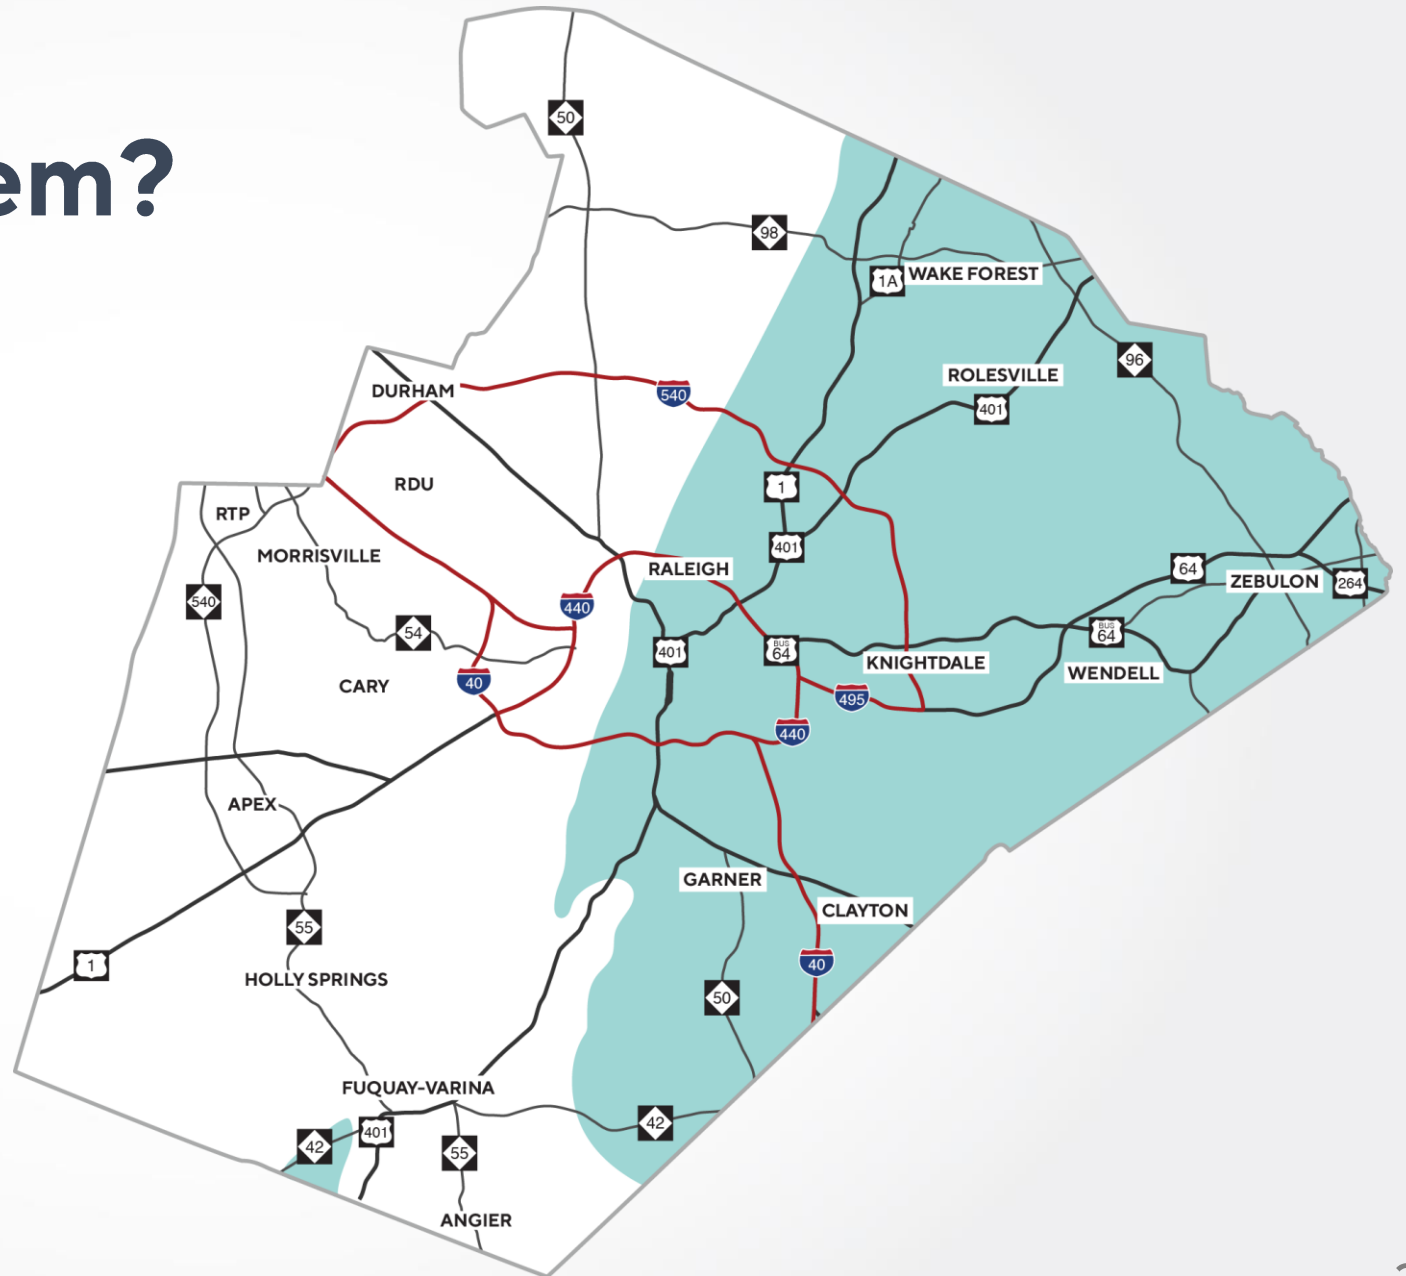 em?
50
98
1A
WAKE FOREST
96
ROLESVILLE
DURHAM
540
401
RDU
1
RTP
401
MORRISVILLE
RALEIGH
64
ZEBULON
264
540
440
54
401
BUS
64
BUS
64
KNIGHTDALE
WENDELL
CARY
40
495
440
APEX
GARNER
CLAYTON
55
1
40
HOLLY SPRINGS
50
FUQUAY-VARINA
42
401
42
55
ANGIER